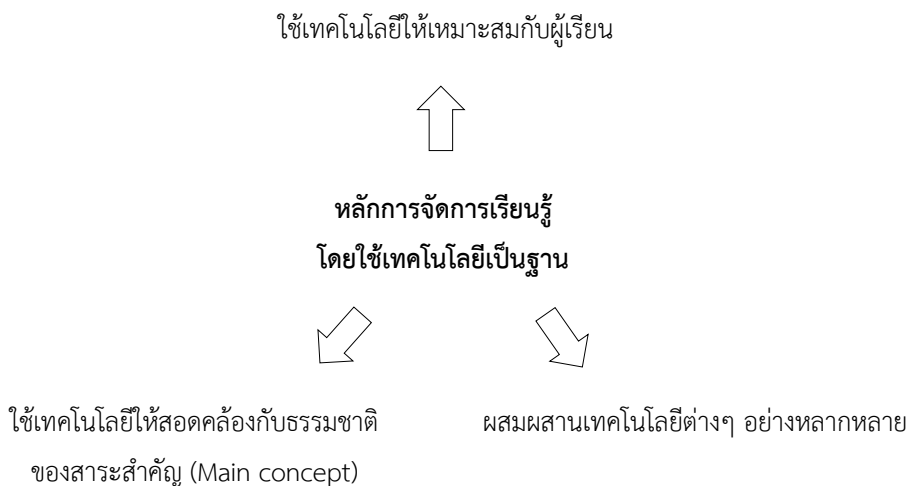 ใช้เทคโนโลยีให้เหมาะสมกับผู้เรียน
หลักการจัดการเรียนรู้
โดยใช้เทคโนโลยีเป็นฐาน
ใช้เทคโนโลยีให้สอดคล้องกับธรรมชาติ
ของสาระสำคัญ (Main concept)
ผสมผสานเทคโนโลยีต่างๆ อย่างหลากหลาย